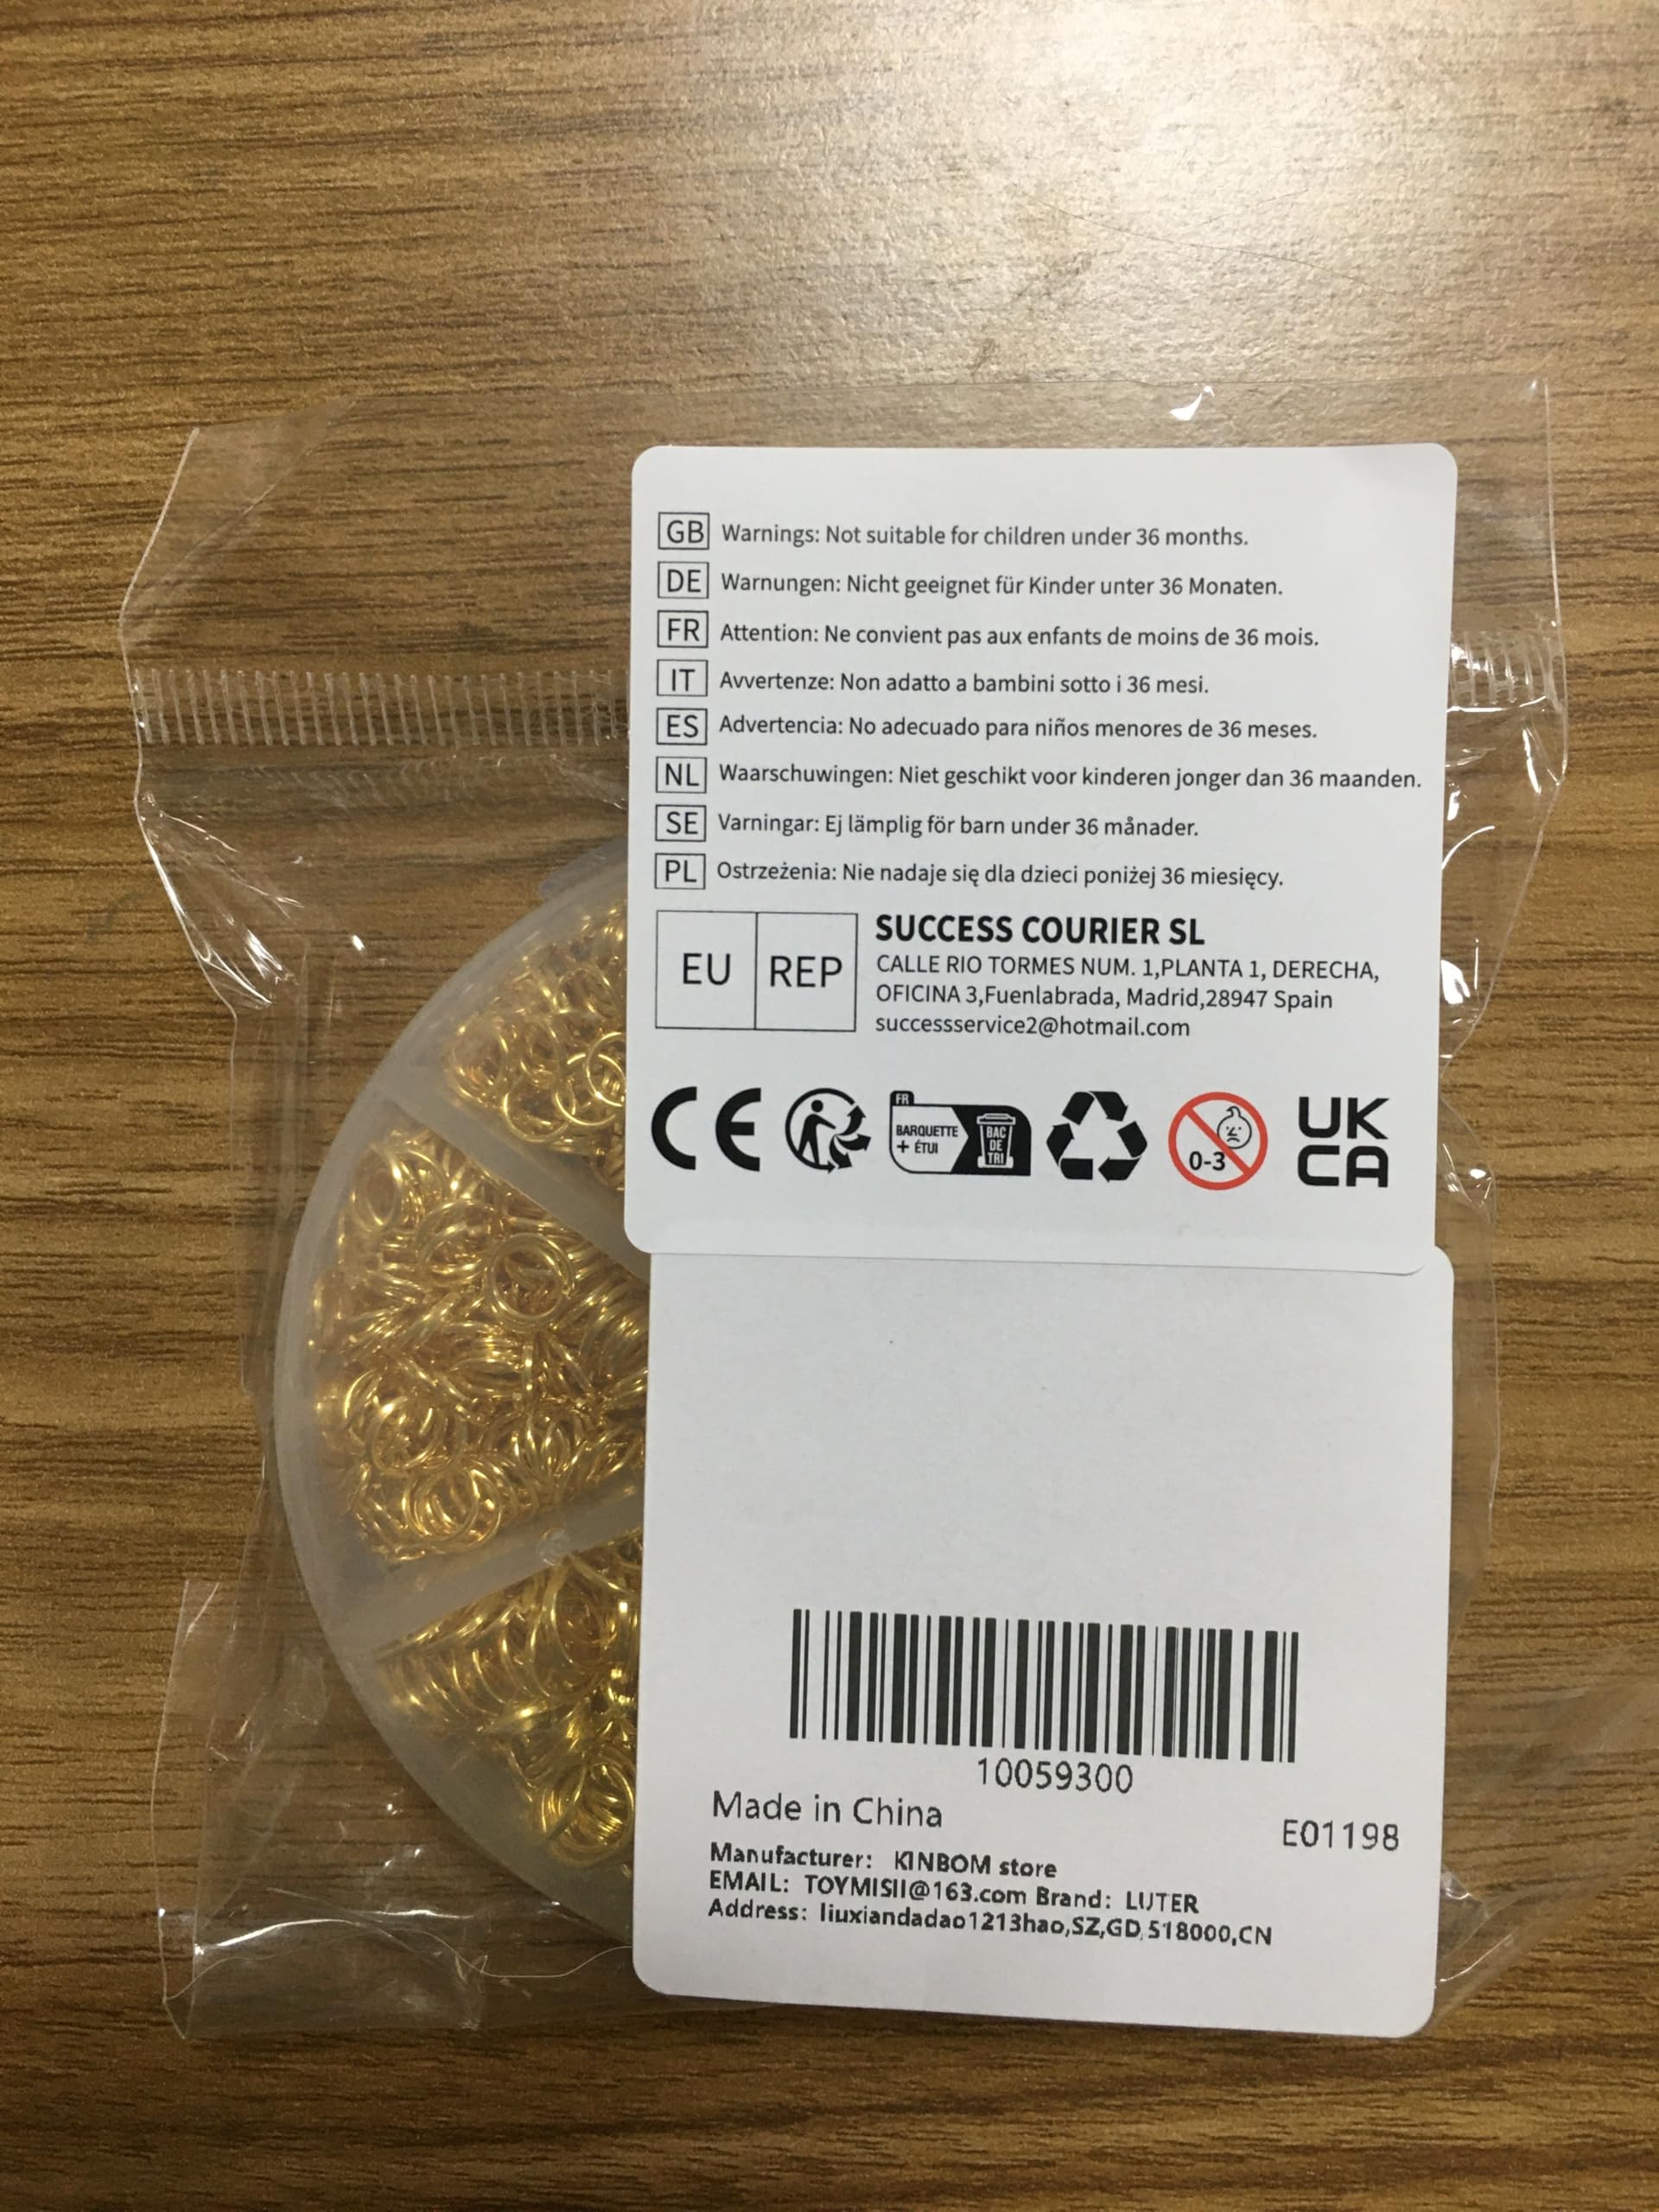 GB Warnings: Not suitable for children under 36 months.
DE Warnungen: Nicht geeignet für Kinder unter 36 Monaten.
FR Attention: Ne convient pas aux enfants de moins de 36 mois.
IT Avvertenze: Non adatto a bambini sotto i 36 mesi.
ES Advertencia: No adecuado para niños menores de 36 meses.
NL Waarschuwingen: Niet geschikt voor kinderen jonger dan 36 maanden.
SE Varningar: Ej lämplig för barn under 36 månader.
PL Ostrzeżenia: Nie nadaje się dla dzieci poniżej 36 miesięcy.
EU REP
SUCCESS COURIER SL
CALLE RIO TORMES NUM. 1,PLANTA 1, DERECHA,
OFICINA 3,Fuenlabrada, Madrid,28947 Spain
successservice2@hotmail.com
CE
FR
BARQUETTE
+ ÉTUI
BAC
DE
TRI
0-3
UK
CA
10059300
Made in China
E01198
Manufacturer: KINBOM store
EMAIL: TOYMISII@163.com Brand: LUTER
Address: liuxiandadao1213hao,SZ,GD,518000,CN